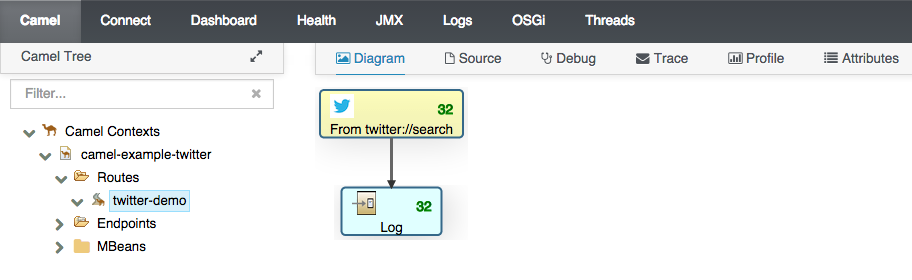 Camel Connect Dashboard Health JMX Logs OSGi Threads
Camel Tree
Diagram Source Debug Trace Profile Attributes
Filter...
32
From twitter://search
Camel Contexts
camel-example-twitter
Routes
twitter-demo
32
Log
Endpoints
MBeans